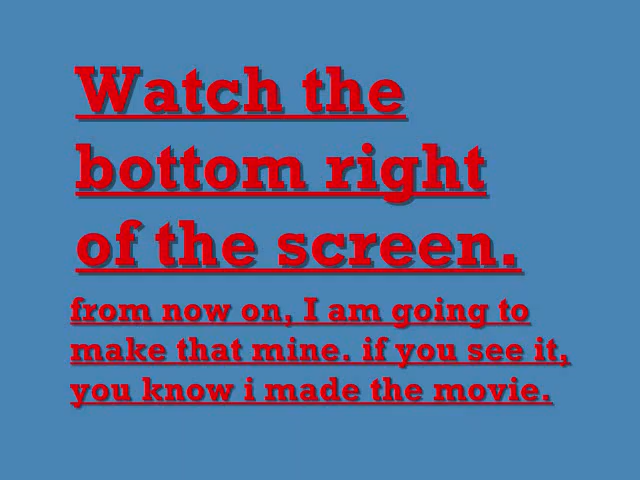 Watch the
bottom right
of the screen.
from now on, I am going to
make that mine. if you see it,
you know i made the movie.